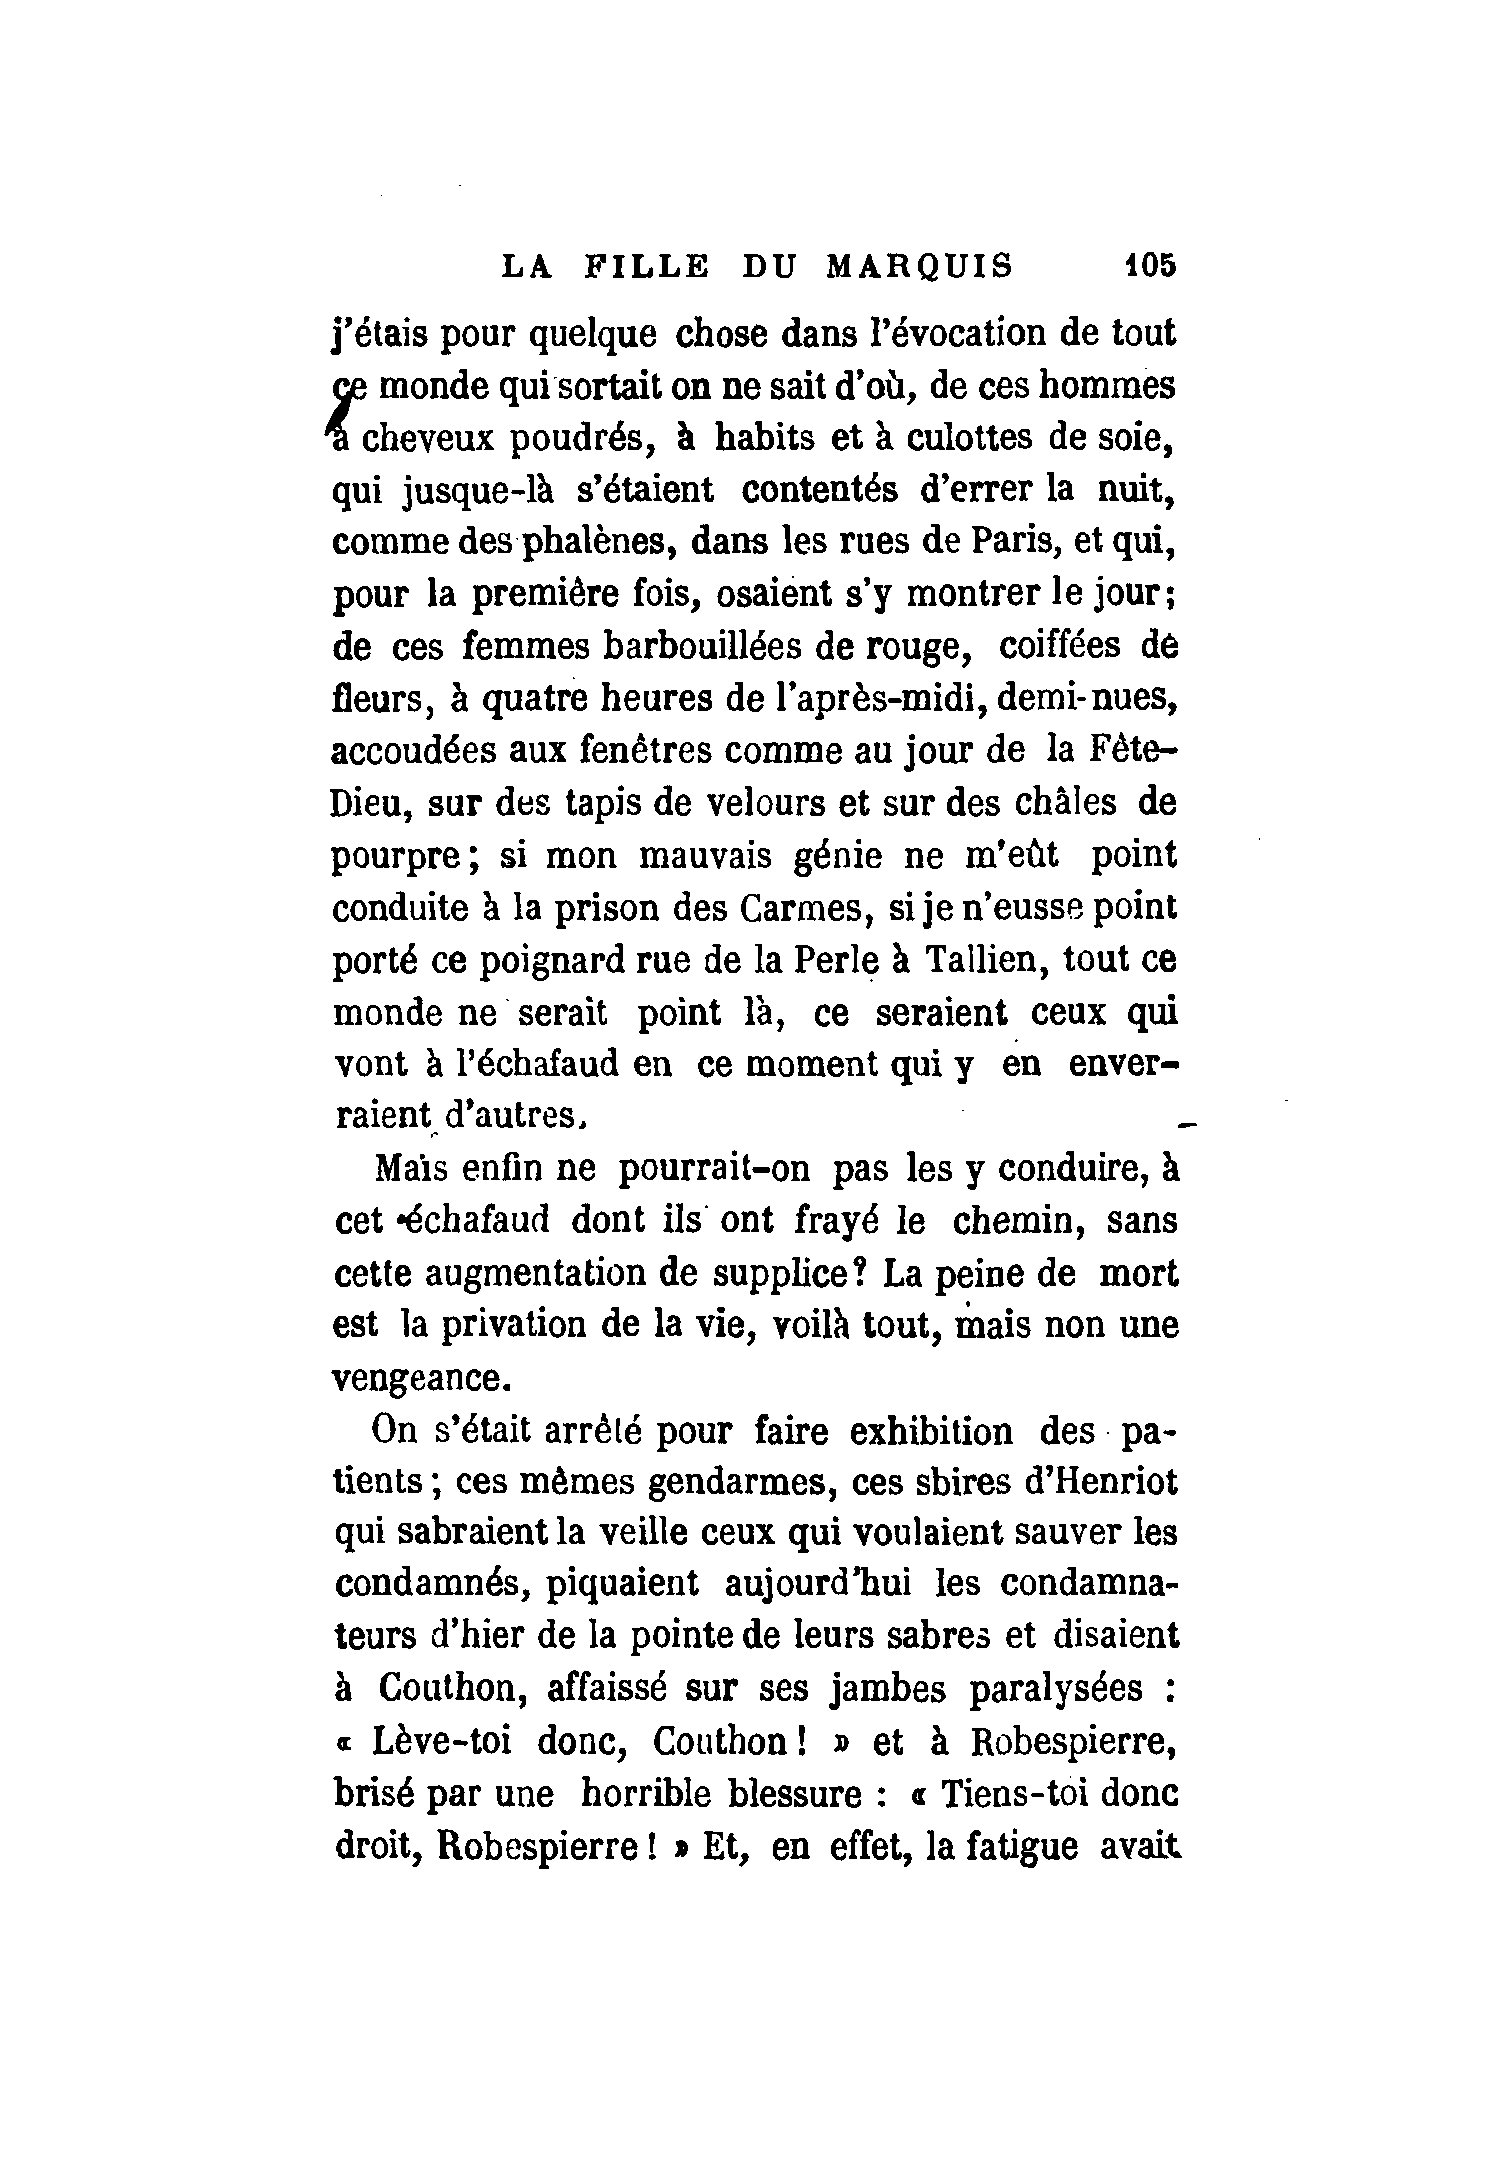 LA FILLE DU MARQUIS 105
j'étais pour quelque chose dans l'évocation de tout
ce monde qui sortait on ne sait d'où, de ces hommes
à cheveux poudrés, à habits et à culottes de soie,
qui jusque-là s'étaient contentés d'errer la nuit,
comme des phalènes, dans les rues de Paris, et qui,
pour la première fois, osaient s'y montrer le jour;
de ces femmes barbouillées de rouge, coiffées de
fleurs, à quatre heures de l'après-midi, demi-nues,
accoudées aux fenêtres comme au jour de la Fête-
Dieu, sur des tapis de velours et sur des châles de
pourpre; si mon mauvais génie ne m'eût point
conduite à la prison des Carmes, si je n'eusse point
porté ce poignard rue de la Perle à Tallien, tout ce
monde ne serait point là, ce seraient ceux qui
vont à l'échafaud en ce moment qui y en enver-
raient d'autres.
Mais enfin ne pourrait-on pas les y conduire, à
cet échafaud dont ils ont frayé le chemin, sans
cette augmentation de supplice? La peine de mort
est la privation de la vie, voilà tout, mais non une
vengeance.
On s'était arrêté pour faire exhibition des pa-
tients; ces mêmes gendarmes, ces sbires d'Henriot
qui sabraient la veille ceux qui voulaient sauver les
condamnés, piquaient aujourd'hui les condamna-
teurs d'hier de la pointe de leurs sabres et disaient
à Couthon, affaissé sur ses jambes paralysées :
« Lève-toi donc, Couthon! » et à Robespierre,
brisé par une horrible blessure : « Tiens-toi donc
droit, Robespierre! » Et, en effet, la fatigue avait